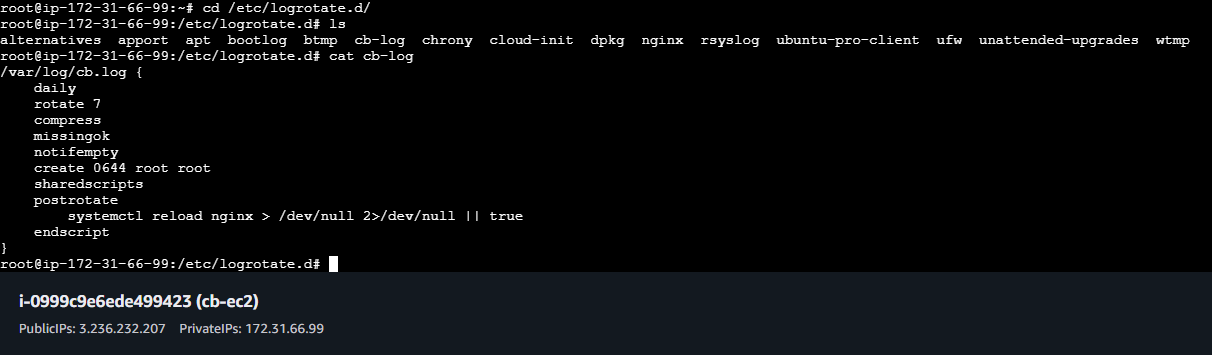 root@ip-172-31-66-99:~# cd /etc/logrotate.d/
root@ip-172-31-66-99:/etc/logrotate.d# ls
alternatives  apport  apt  bootlog  btmp  cb-log  chrony  cloud-init  dpkg  nginx  rsyslog  ubuntu-pro-client  ufw  unattended-upgrades  wtmp
root@ip-172-31-66-99:/etc/logrotate.d# cat cb-log
/var/log/cb.log {
    daily
    rotate 7
    compress
    missingok
    notifempty
    create 0644 root root
    sharedscripts
    postrotate
        systemctl reload nginx > /dev/null 2>/dev/null || true
    endscript
}
root@ip-172-31-66-99:/etc/logrotate.d#
i-0999c9e6ede499423 (cb-ec2)
PublicIPs: 3.236.232.207    PrivateIPs: 172.31.66.99